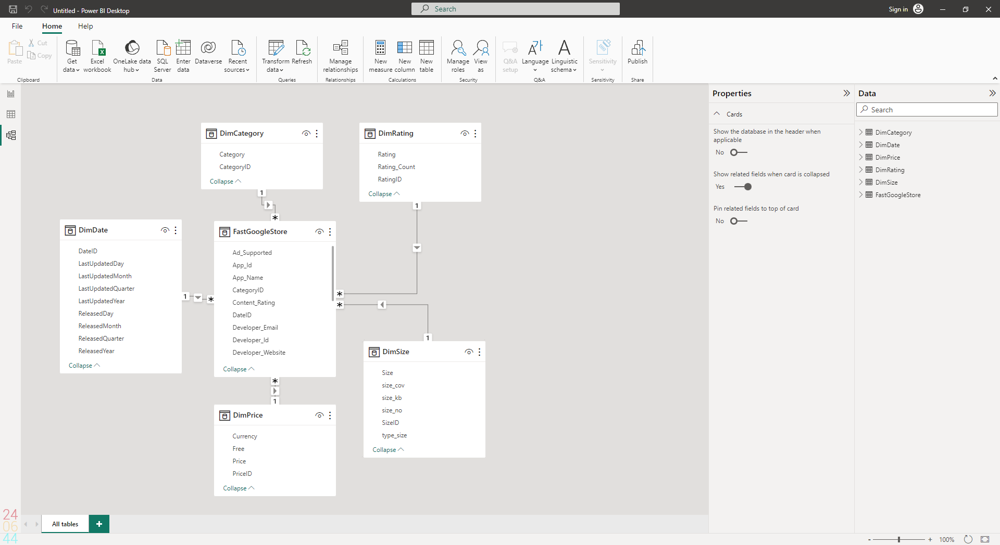 Untitled - Power BI Desktop
Search
Sign in
File
Home
Help
Paste
Cut
Copy
Clipboard
Get
data
Excel
workbook
OneLake data
hub
SQL
Server
Enter
data
Dataverse
Recent
sources
Data
Transform
data
Refresh
Queries
Manage
relationships
Relationships
New
measure
New
column
New
table
Calculations
Manage
roles
View
as
Security
Q&A
setup
Language
Linguistic
schema
Q&A
Sensitivity
Sensitivity
Publish
Share
DimCategory
Category
CategoryID
Collapse
1
*
DimRating
Rating
Rating_Count
RatingID
Collapse
1
*
DimDate
DateID
LastUpdatedDay
LastUpdatedMonth
LastUpdatedQuarter
LastUpdatedYear
ReleasedDay
ReleasedMonth
ReleasedQuarter
ReleasedYear
Collapse
1
*
FastGoogleStore
Ad_Supported
App_Id
App_Name
CategoryID
Content_Rating
DateID
Developer_Email
Developer_Id
Developer_Website
Collapse
*
1
*
1
DimPrice
Currency
Free
Price
PriceID
Collapse
DimSize
Size
size_cov
size_kb
size_no
SizeID
type_size
Collapse
Properties
Cards
Show the database in the header when
applicable
No
Show related fields when card is collapsed
Yes
Pin related fields to top of card
No
Data
Search
DimCategory
DimDate
DimPrice
DimRating
DimSize
FastGoogleStore
24
06
44
All tables
+
- + 100%